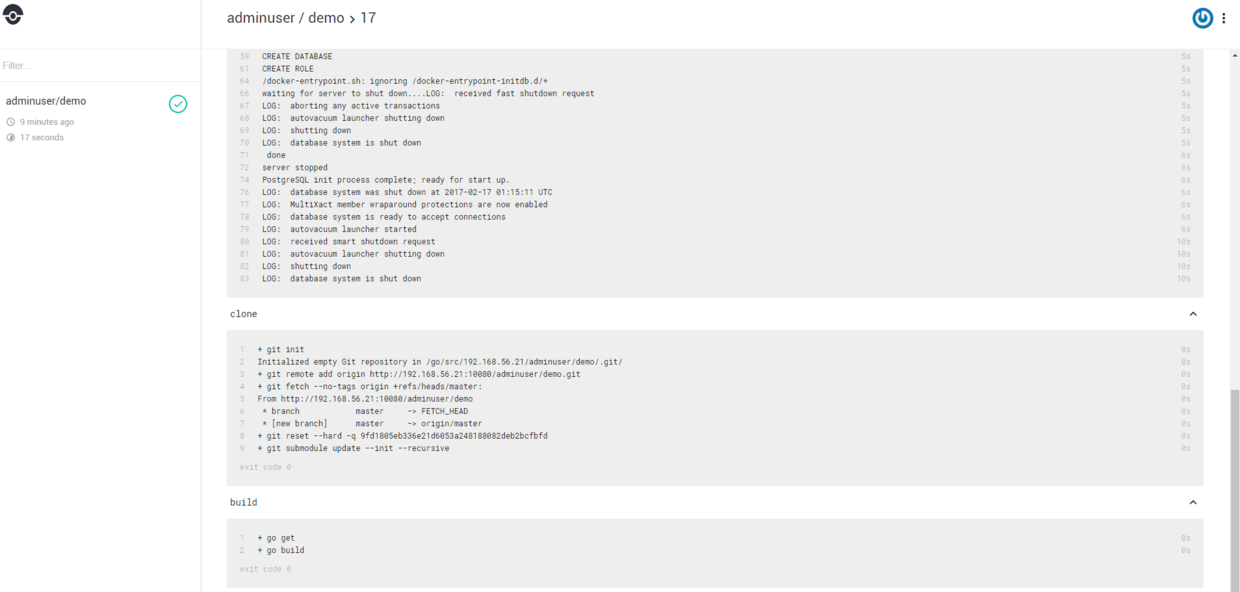 adminuser / demo › 17
Filter...
adminuser/demo
9 minutes ago
17 seconds
59 CREATE DATABASE 5s
61 CREATE ROLE 5s
64 /docker-entrypoint.sh: ignoring /docker-entrypoint-initdb.d/* 5s
66 waiting for server to shut down....LOG:  received fast shutdown request 5s
67 LOG:  aborting any active transactions 5s
68 LOG:  autovacuum launcher shutting down 5s
69 LOG:  shutting down 5s
70 LOG:  database system is shut down 5s
71 done 6s
72 server stopped 6s
74 PostgreSQL init process complete; ready for start up. 6s
76 LOG:  database system was shut down at 2017-02-17 01:15:11 UTC 6s
77 LOG:  MultiXact member wraparound protections are now enabled 6s
78 LOG:  database system is ready to accept connections 6s
79 LOG:  autovacuum launcher started 6s
80 LOG:  received smart shutdown request 10s
81 LOG:  autovacuum launcher shutting down 10s
82 LOG:  shutting down 10s
83 LOG:  database system is shut down 10s
clone
1 + git init 0s
2 Initialized empty Git repository in /go/src/192.168.56.21/adminuser/demo/.git/ 0s
3 + git remote add origin http://192.168.56.21:10080/adminuser/demo.git 0s
4 + git fetch --no-tags origin +refs/heads/master: 0s
5 From http://192.168.56.21:10080/adminuser/demo 0s
6 * branch            master     -> FETCH_HEAD 0s
7 * [new branch]      master     -> origin/master 0s
8 + git reset --hard -q 9fd1805eb336e21d6053a248188082deb2bcfbfd 0s
9 + git submodule update --init --recursive 0s
exit code 0
build
1 + go get 0s
2 + go build 0s
exit code 0